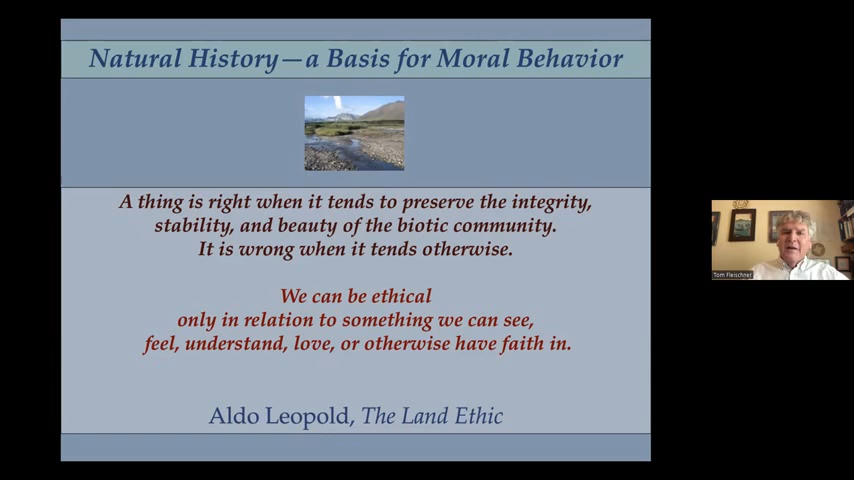 Natural History—a Basis for Moral Behavior
A thing is right when it tends to preserve the integrity,
stability, and beauty of the biotic community.
It is wrong when it tends otherwise.
We can be ethical
only in relation to something we can see,
feel, understand, love, or otherwise have faith in.
Aldo Leopold, The Land Ethic
Tom Fleischner